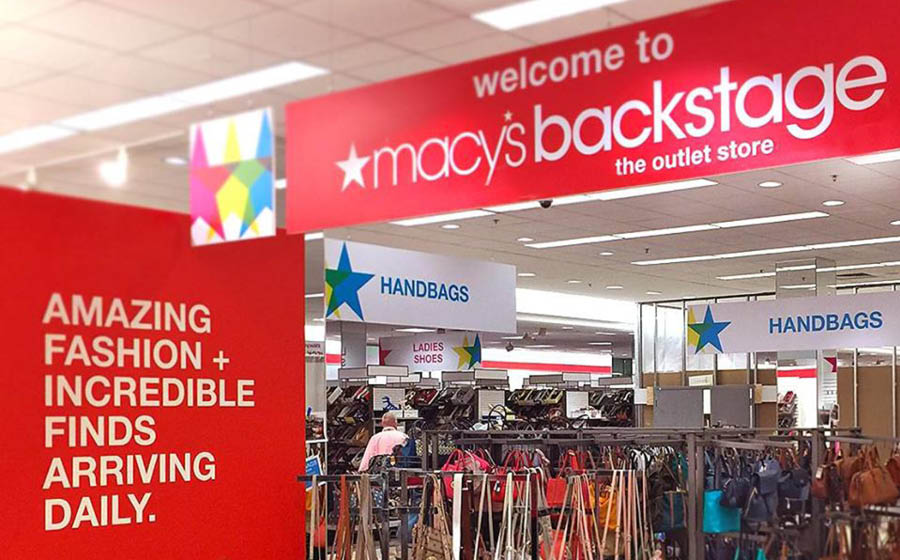 welcome to
macy's backstage
the outlet store
AMAZING
FASHION +
INCREDIBLE
FINDS
ARRIVING
DAILY.
HANDBAGS
LADIES
SHOES
HANDBAGS